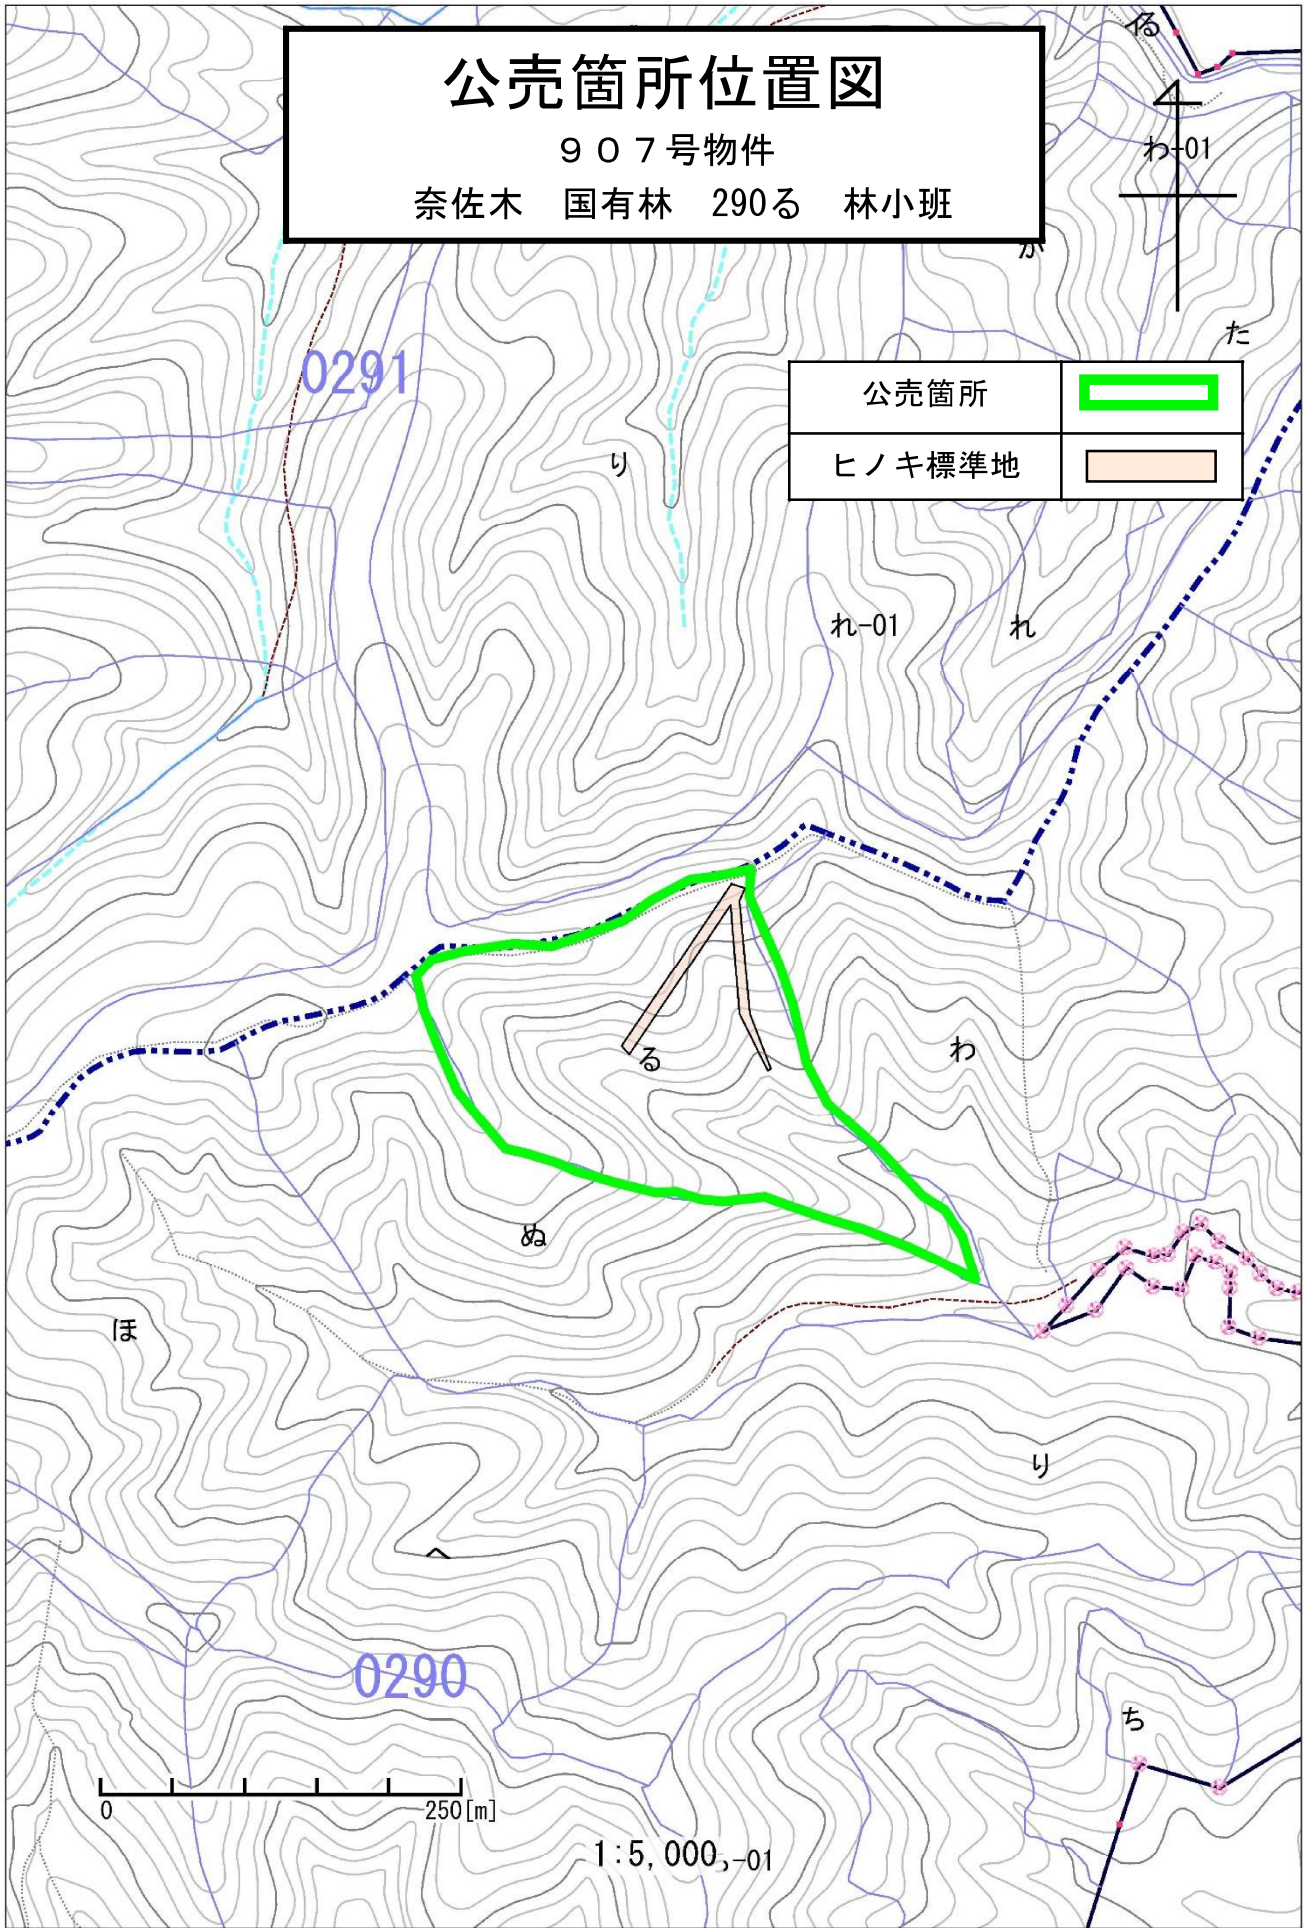 公売箇所位置図
９０７号物件
奈佐木　国有林　290る　林小班
る
わ-01
か
た
0291
公売箇所
ヒノキ標準地
り
れ-01
れ
る
わ
ぬ
ほ
り
へ
0290
ち
0
250[m]
1:5,000
-01